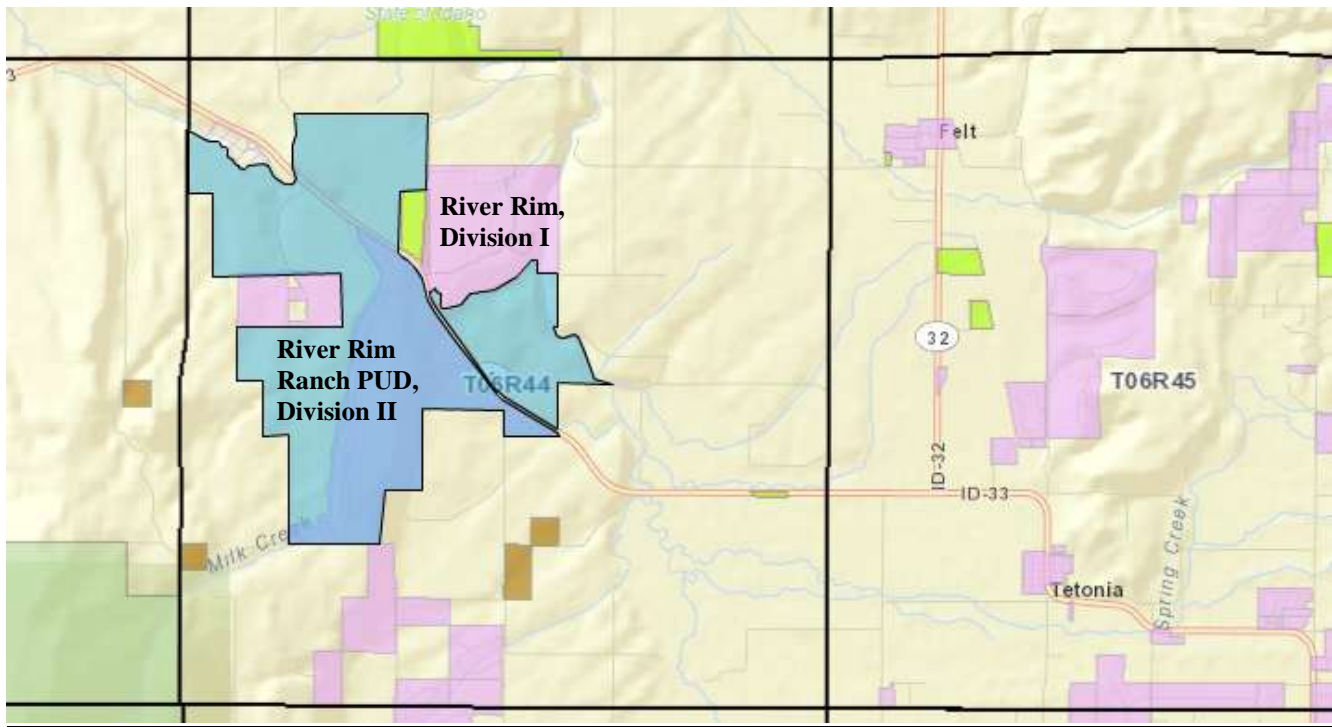 State of Idaho
3
Felt
River Rim,
Division I
32
River Rim
Ranch PUD,
Division II
T06R44
T06R45
ID-32
ID-33
Milk Creek
Spring Creek
Tetonia